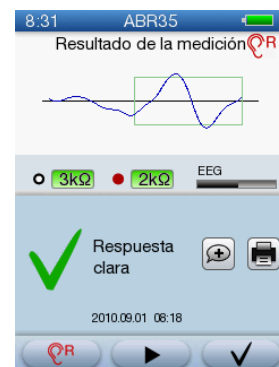 8:31 ABR35
Resultado de la medición R
3kΩ 2kΩ EEG
Respuesta
clara
2010.09.01 08:18
R